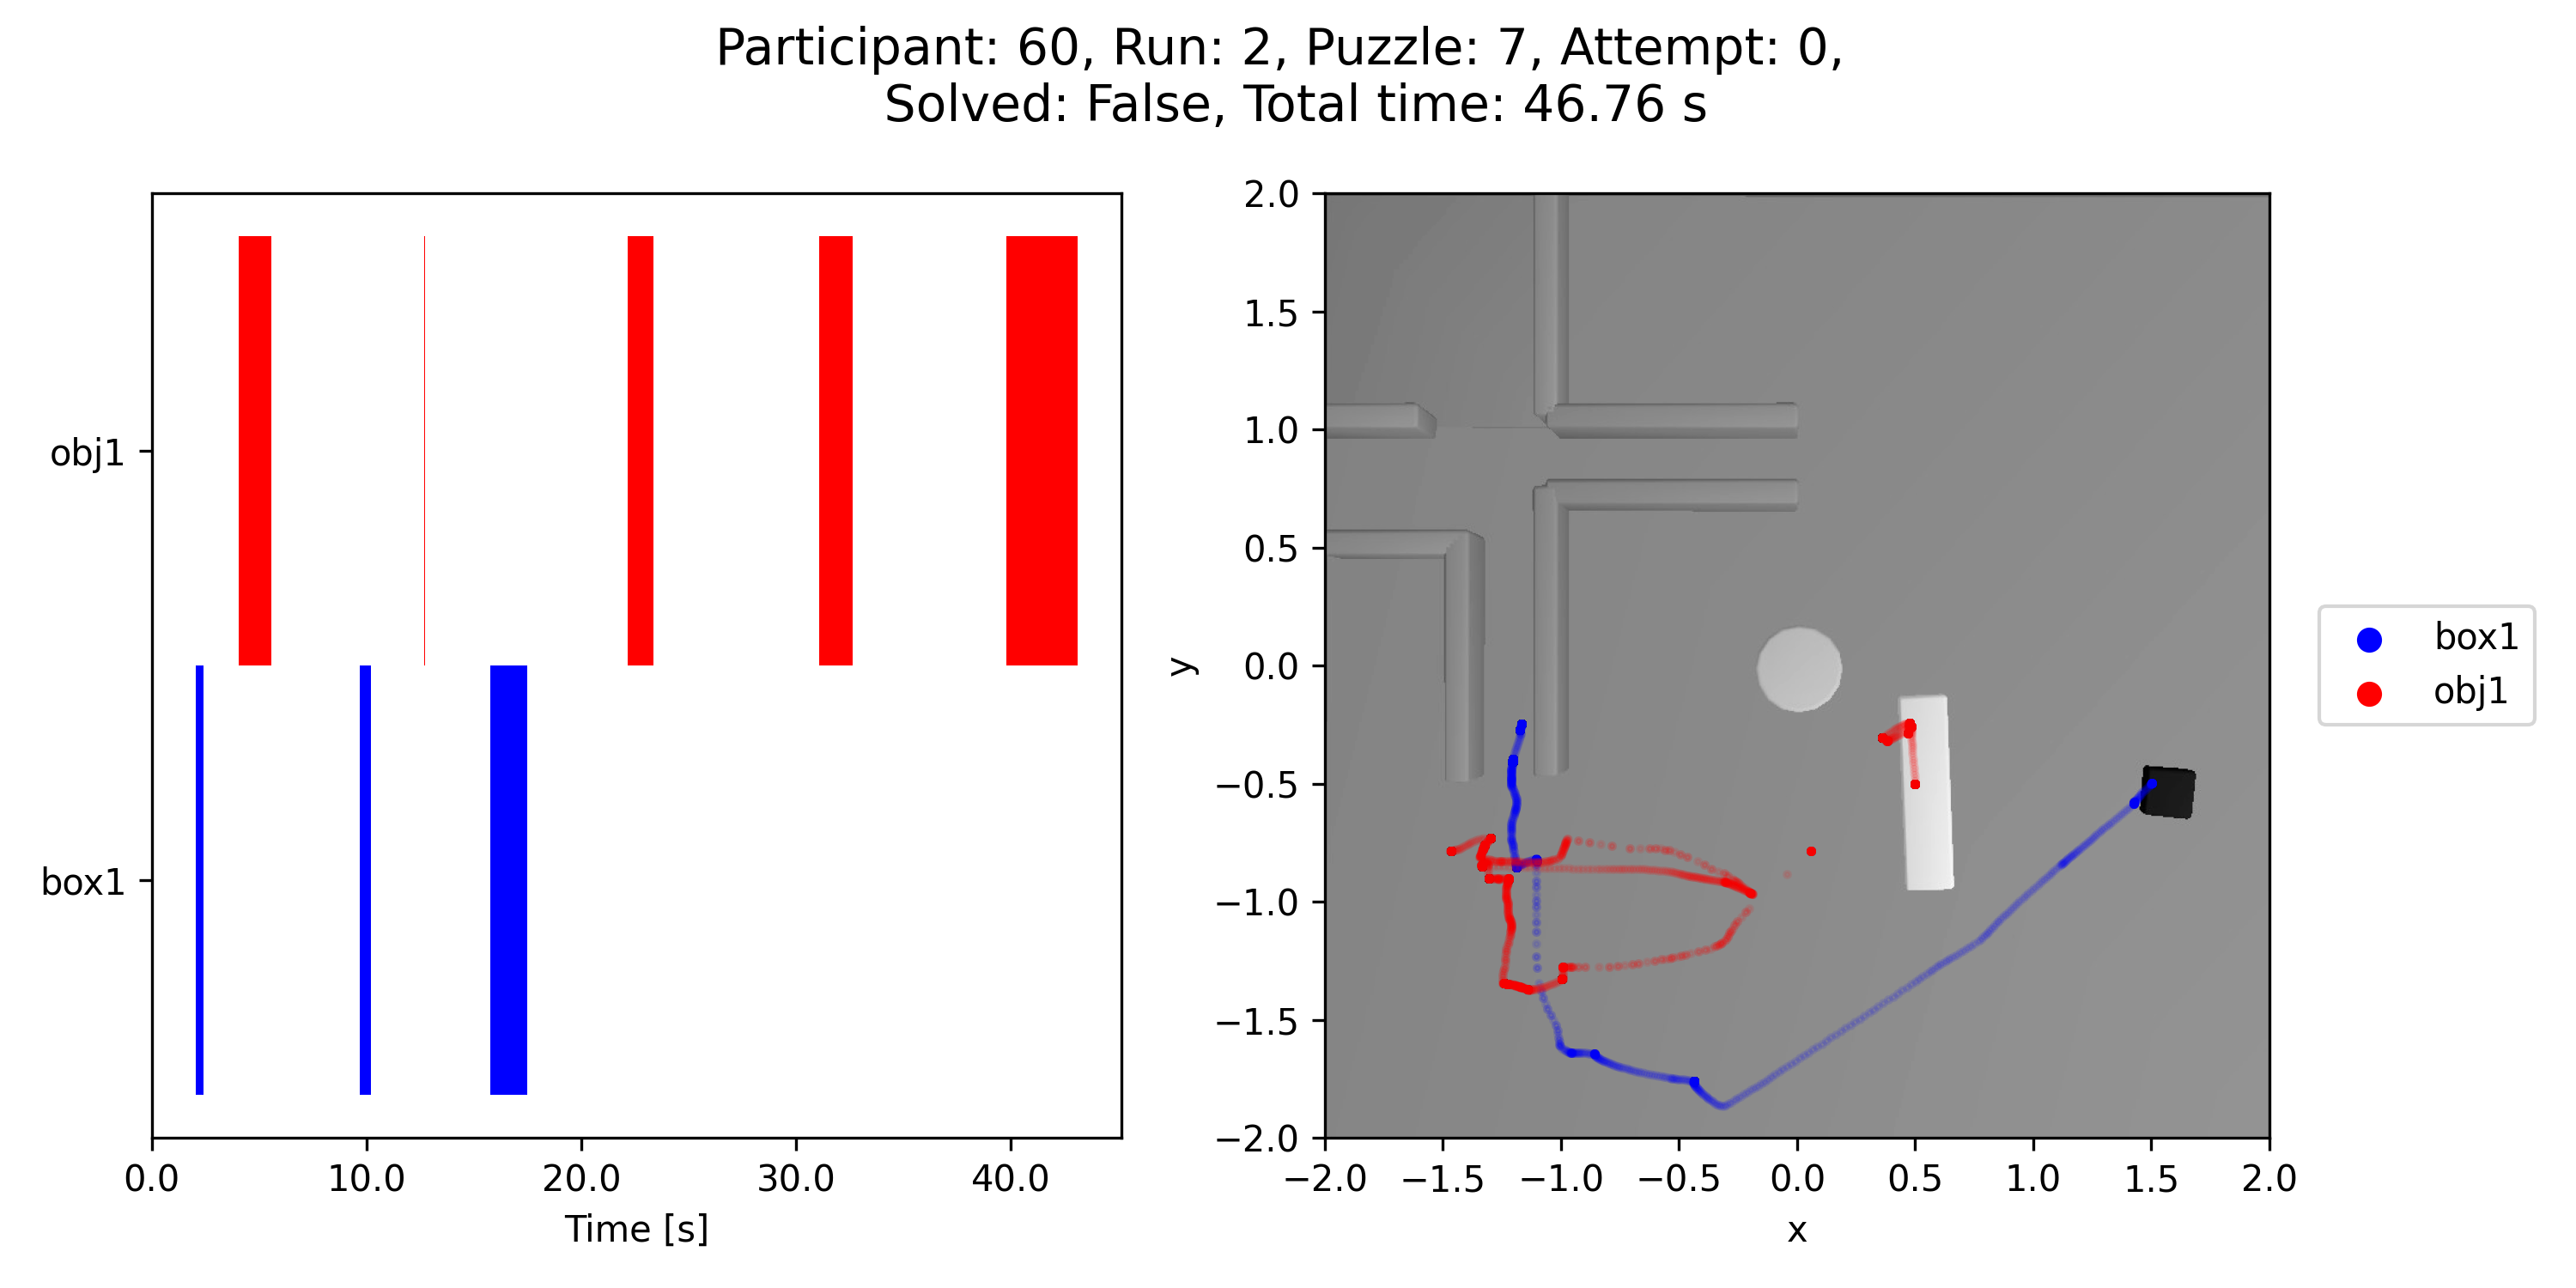 Participant: 60, Run: 2, Puzzle: 7, Attempt: 0,
Solved: False, Total time: 46.76 s
obj1
box1
0.0 10.0 20.0 30.0 40.0
Time [s]
2.0
1.5
1.0
0.5
0.0
−0.5
−1.0
−1.5
−2.0
y
−2.0 −1.5 −1.0 −0.5 0.0 0.5 1.0 1.5 2.0
x
box1
obj1